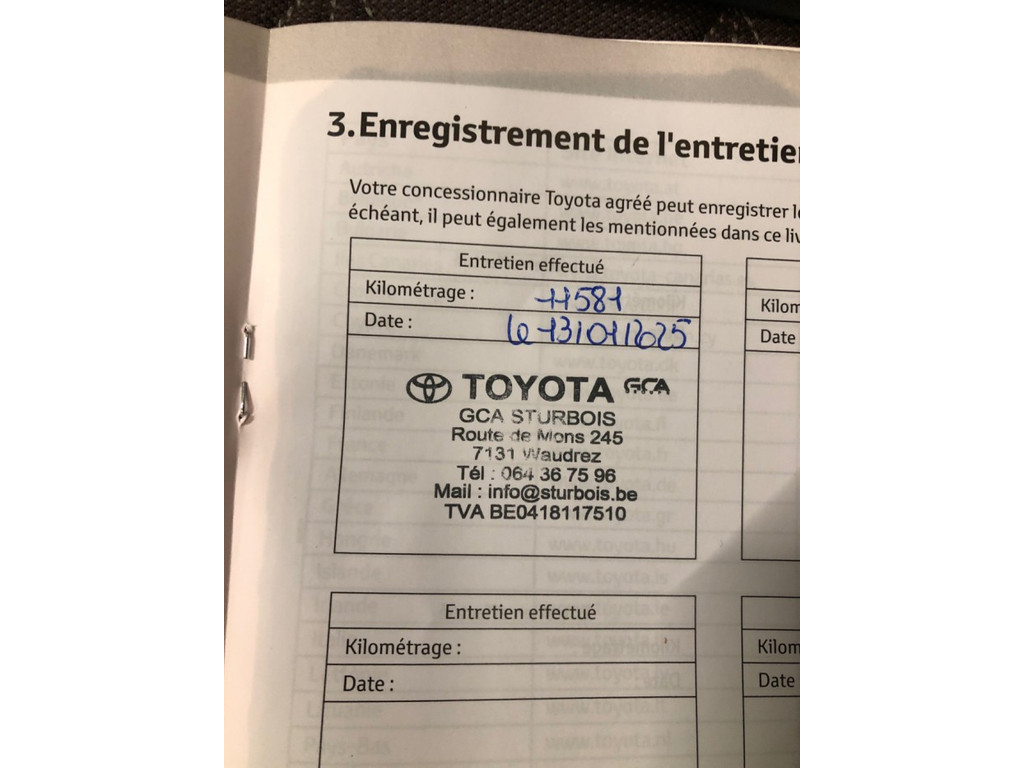 3. Enregistrement de l'entretie
Votre concessionnaire Toyota agréé peut enregistrer
échéant, il peut également les mentionnées dans ce liv
Entretien effectué
Kilométrage : 11581
Date : 13/01/2025
TOYOTA GCA
GCA STURBOIS
Route de Mons 245
7131 Waudrez
Tél : 064 36 75 96
Mail : info@sturbois.be
TVA BE0418117510
Kilom
Date
Entretien effectué
Kilométrage :
Date :
Kilom
Date